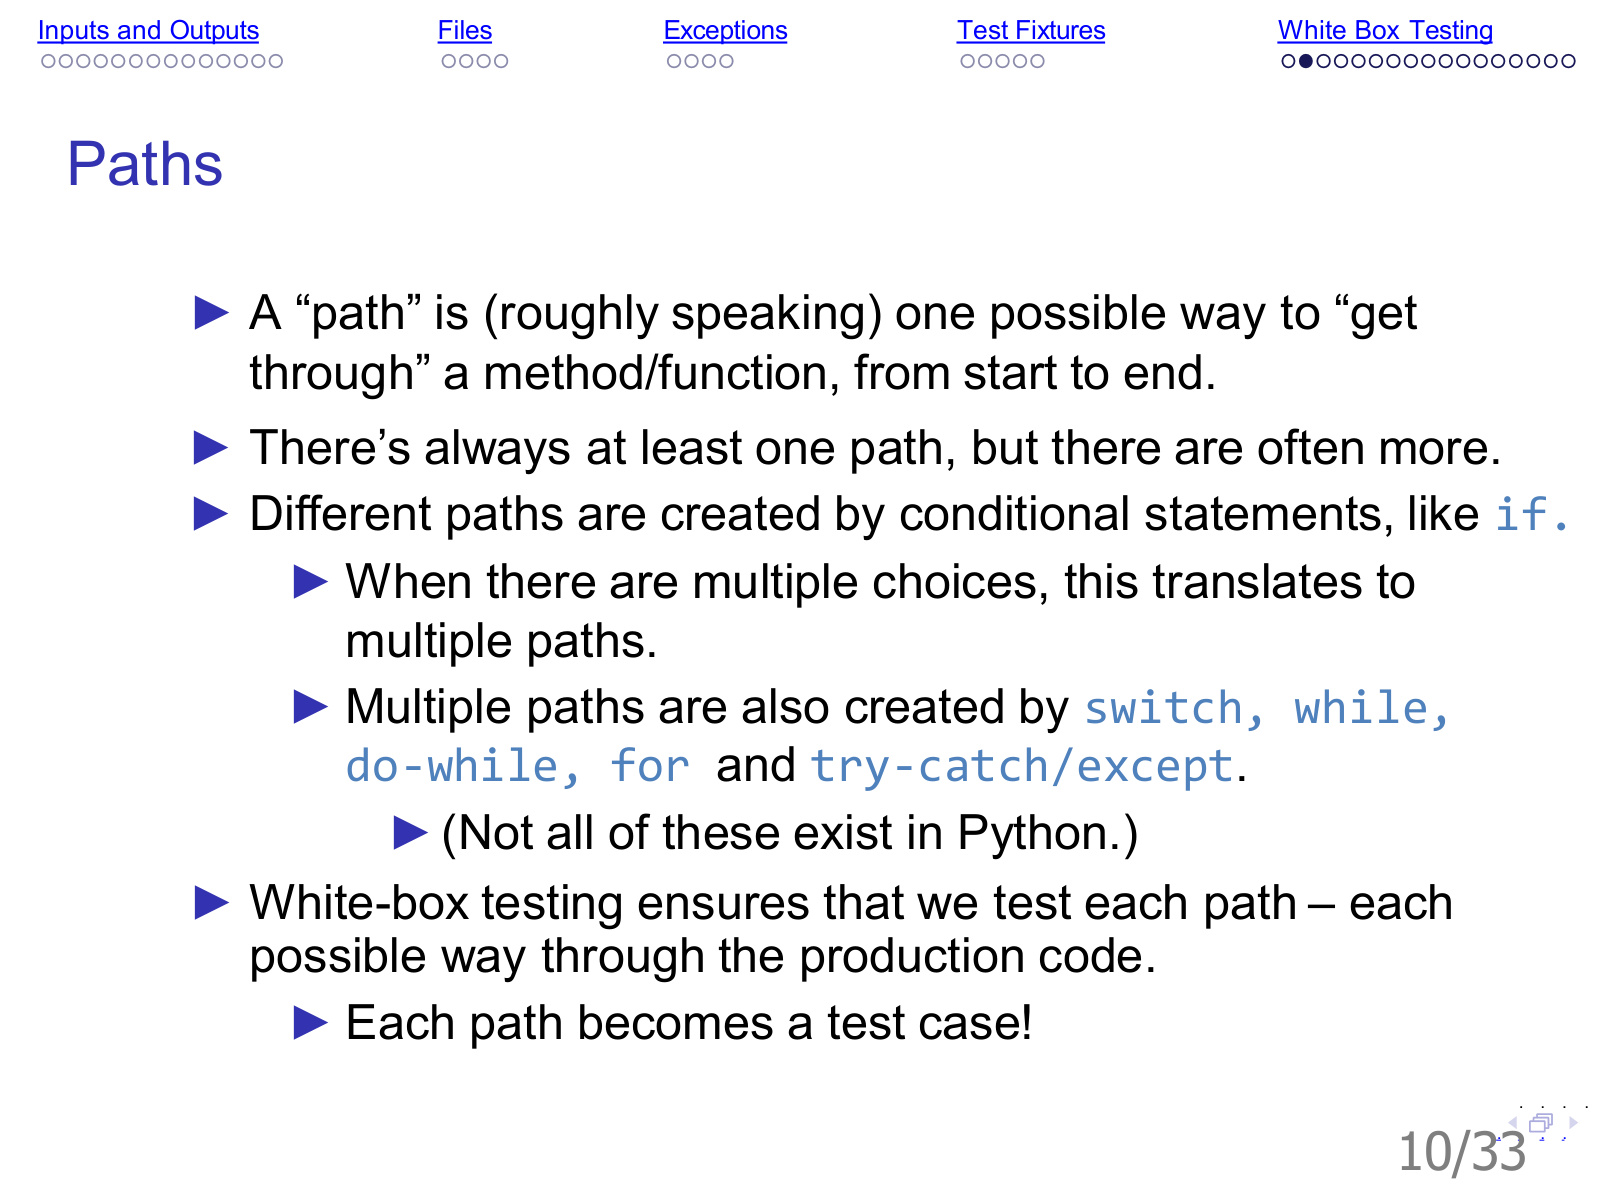 Inputs and Outputs Files Exceptions Test Fixtures White Box Testing
Paths
A “path” is (roughly speaking) one possible way to “get
through” a method/function, from start to end.
There’s always at least one path, but there are often more.
Different paths are created by conditional statements, like if.
When there are multiple choices, this translates to
multiple paths.
Multiple paths are also created by switch, while,
do-while, for and try-catch/except.
(Not all of these exist in Python.)
White-box testing ensures that we test each path – each
possible way through the production code.
Each path becomes a test case!
10/33